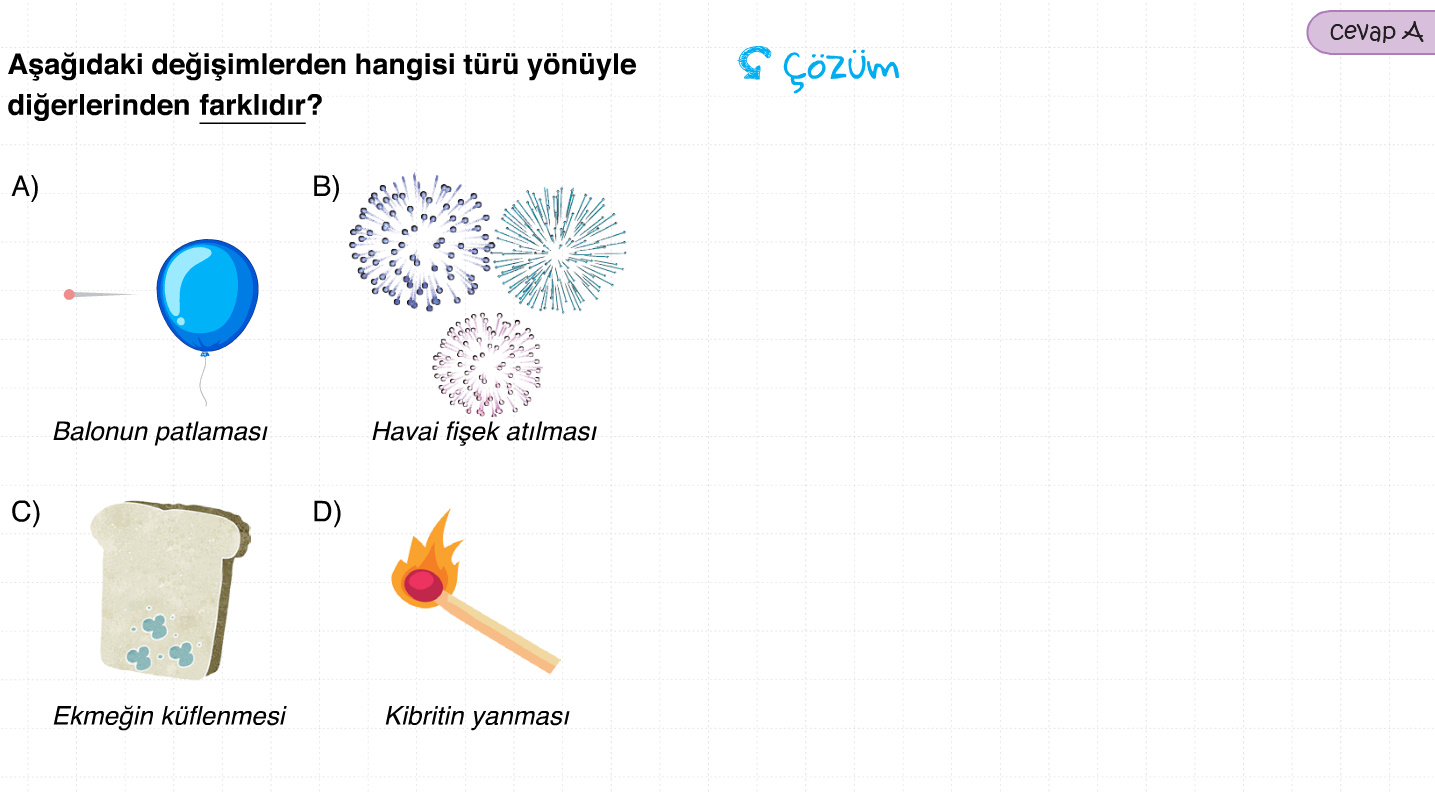 Cevap A
Aşağıdaki değişimlerden hangisi türü yönüyle
diğerlerinden farklıdır?
Çözüm
A)
B)
Balonun patlaması
Havai fişek atılması
C)
D)
Ekmeğin küflenmesi
Kibritin yanması